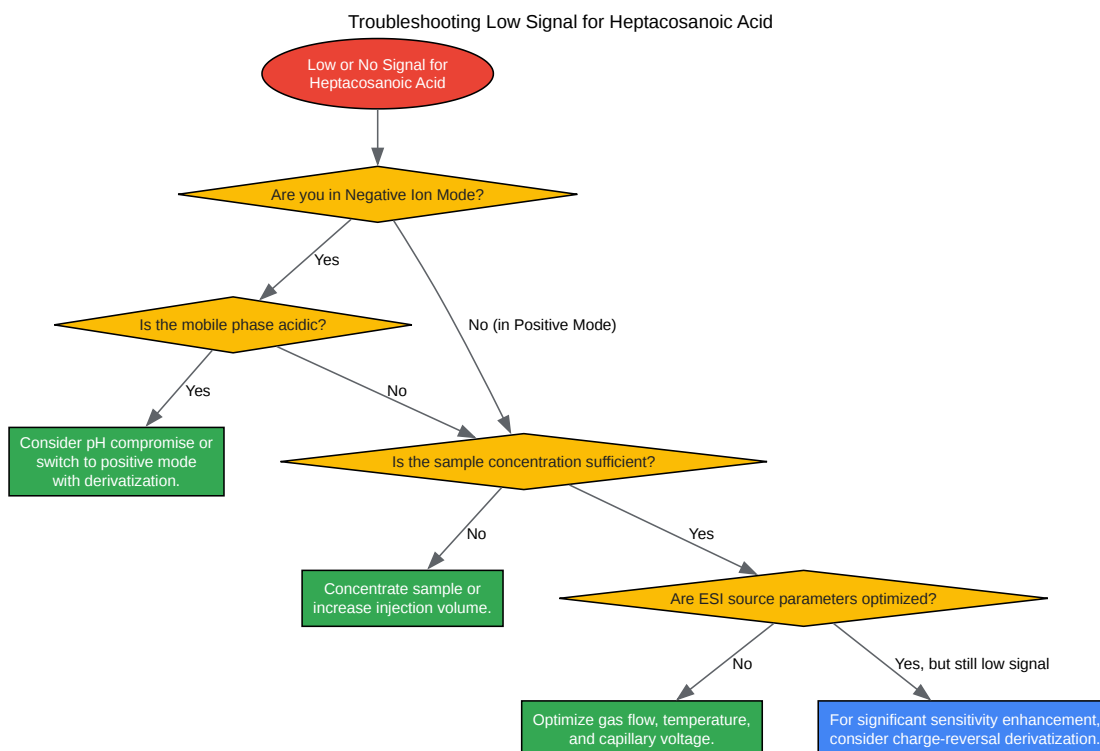 Troubleshooting Low Signal for Heptacosanoic Acid
Low or No Signal for
Heptacosanoic Acid
Are you in Negative Ion Mode?
Yes
Is the mobile phase acidic?
No (in Positive Mode)
Yes
No
Consider pH compromise or
switch to positive mode
with derivatization.
Is the sample concentration sufficient?
No
Yes
Concentrate sample or
increase injection volume.
Are ESI source parameters optimized?
No
Yes, but still low signal
Optimize gas flow, temperature,
and capillary voltage.
For significant sensitivity enhancement,
consider charge-reversal derivatization.